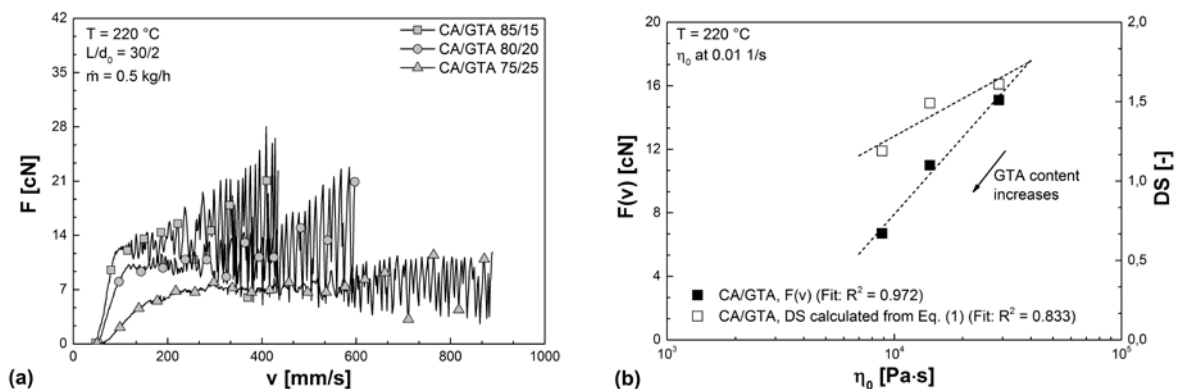 42
35
28
21
14
7
0
F [cN]
T = 220 °C
L/d₀ = 30/2
ṁ = 0.5 kg/h
CA/GTA 85/15
CA/GTA 80/20
CA/GTA 75/25
0 200 400 600 800 1000
v [mm/s]
(a)
20
16
12
8
4
0
F(v) [cN]
T = 220 °C
η₀ at 0.01 1/s
GTA content
increases
CA/GTA, F(v) (Fit: R² = 0.972)
CA/GTA, DS calculated from Eq. (1) (Fit: R² = 0.833)
2,0
1,5
1,0
0,5
0,0
DS [-]
10³ 10⁴ 10⁵
η₀ [Pa·s]
(b)